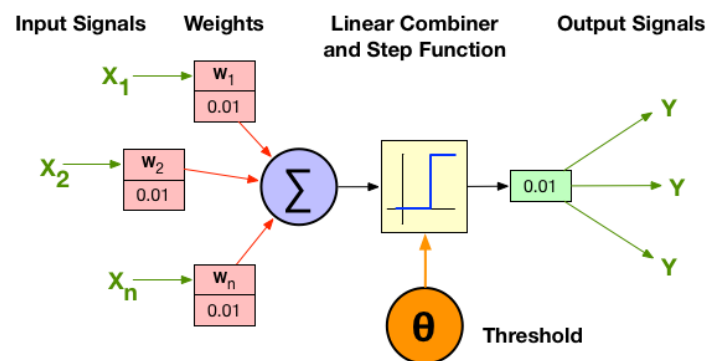 Input Signals
Weights
Linear Combiner
and Step Function
Output Signals
X1
w1
0.01
X2
w2
0.01
Xn
wn
0.01
Σ
0.01
Y
Y
Y
θ
Threshold